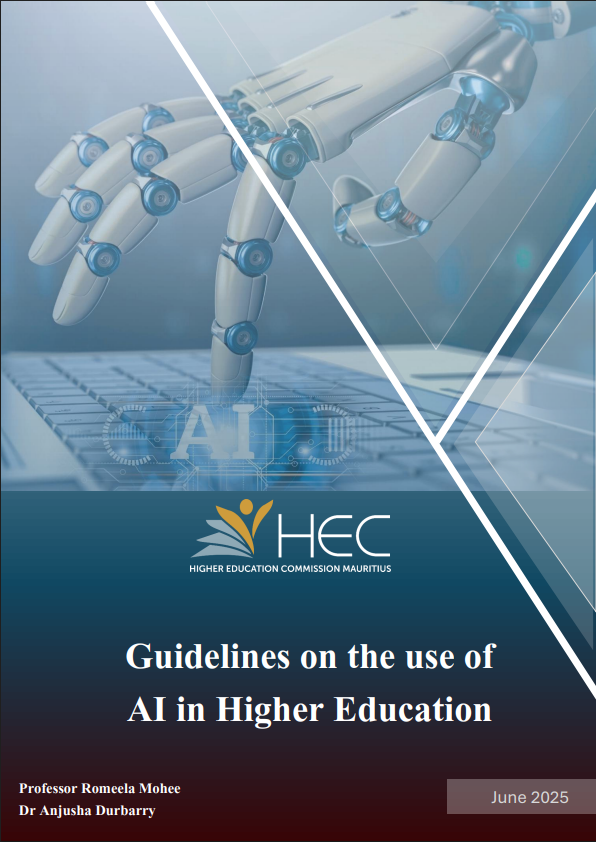 AI
HEC
HIGHER EDUCATION COMMISSION MAURITIUS
Guidelines on the use of
AI in Higher Education
Professor Romeela Mohee
Dr Anjusha Durbarry
June 2025